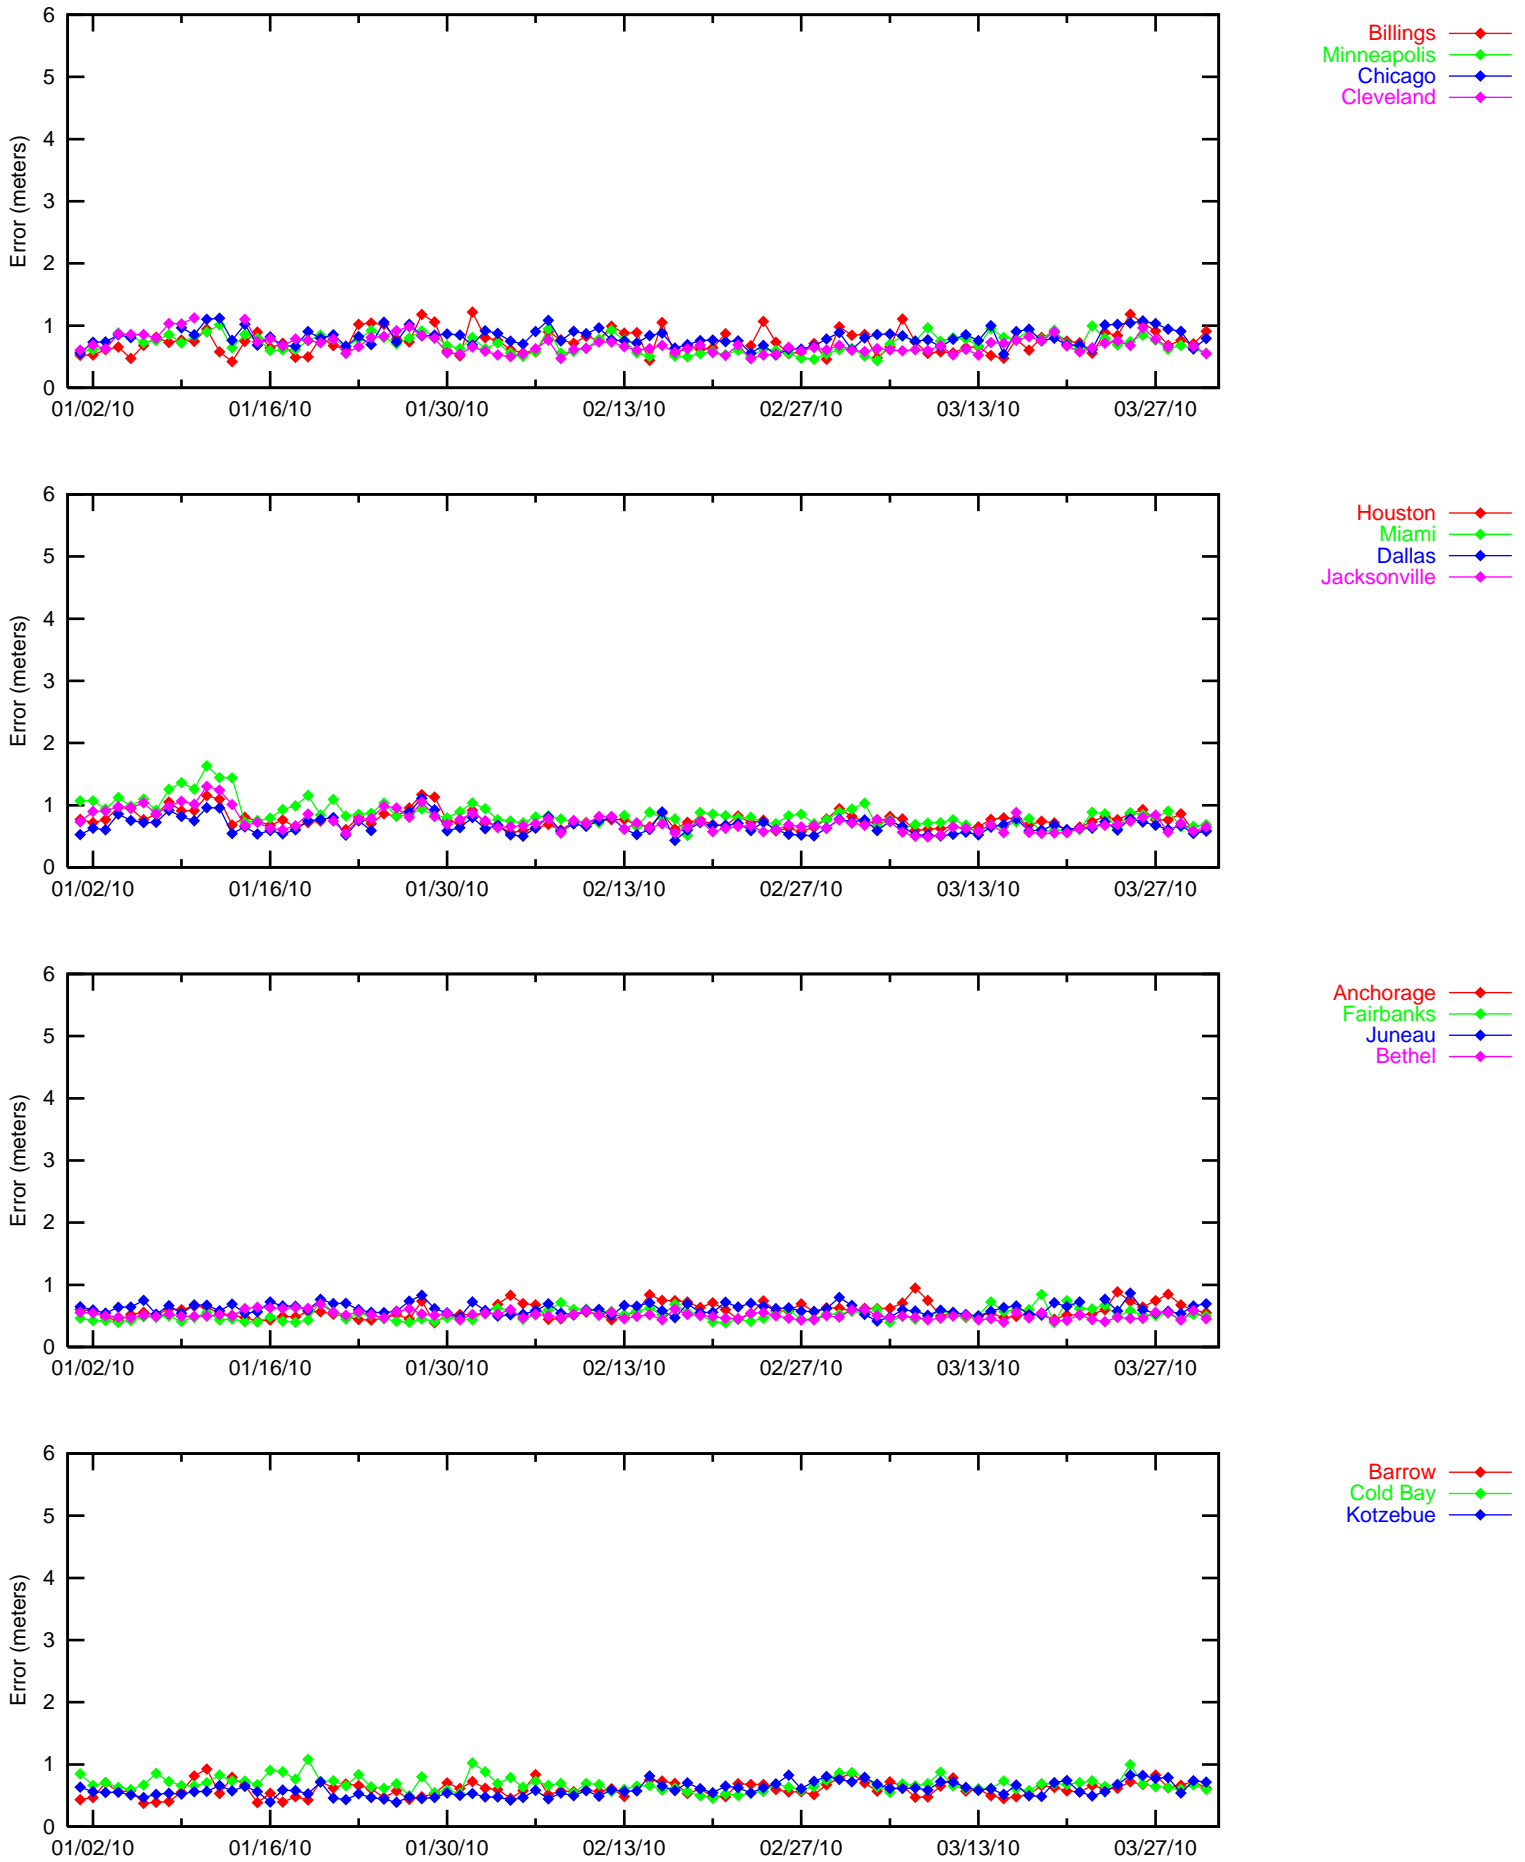 6
5
4
3
2
1
0
Error (meters)
01/02/10 01/16/10 01/30/10 02/13/10 02/27/10 03/13/10 03/27/10
Billings
Minneapolis
Chicago
Cleveland
6
5
4
3
2
1
0
Error (meters)
01/02/10 01/16/10 01/30/10 02/13/10 02/27/10 03/13/10 03/27/10
Houston
Miami
Dallas
Jacksonville
6
5
4
3
2
1
0
Error (meters)
01/02/10 01/16/10 01/30/10 02/13/10 02/27/10 03/13/10 03/27/10
Anchorage
Fairbanks
Juneau
Bethel
6
5
4
3
2
1
0
Error (meters)
01/02/10 01/16/10 01/30/10 02/13/10 02/27/10 03/13/10 03/27/10
Barrow
Cold Bay
Kotzebue